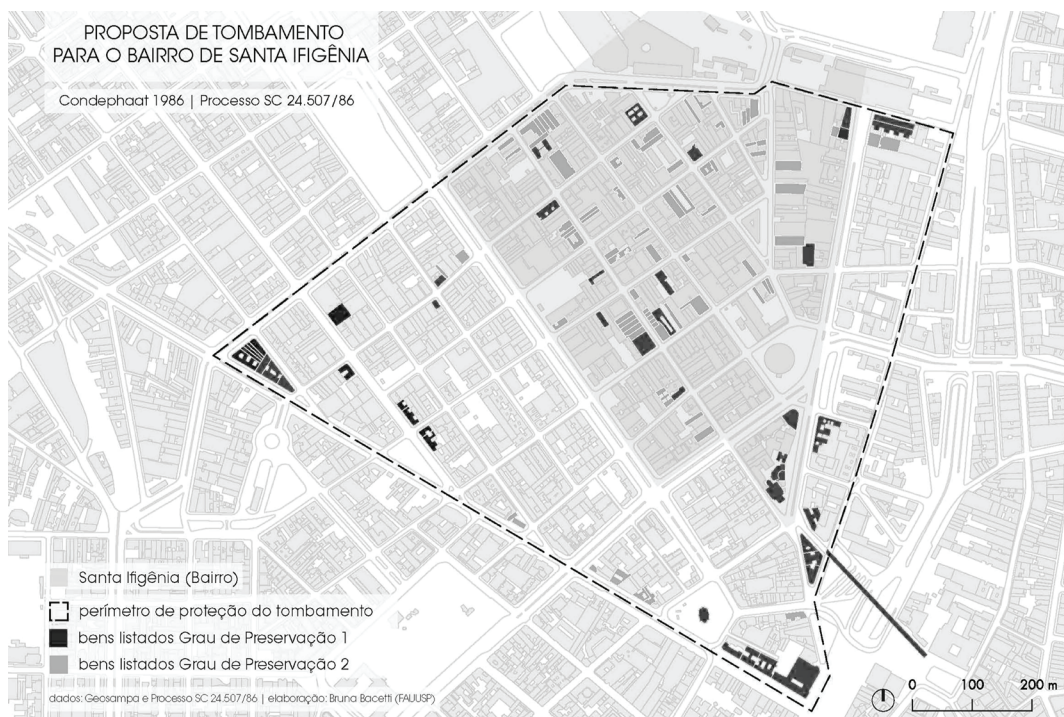 PROPOSTA DE TOMBAMENTO
PARA O BAIRRO DE SANTA IFIGÊNIA
Condephaat 1986 | Processo SC 24.507/86
Santa Ifigênia (Bairro)
perímetro de proteção do tombamento
bens listados Grau de Preservação 1
bens listados Grau de Preservação 2
dados: Geosampa e Processo SC 24.507/86 | elaboração: Bruna Bacetti (FAUUSP)
0 100 200 m